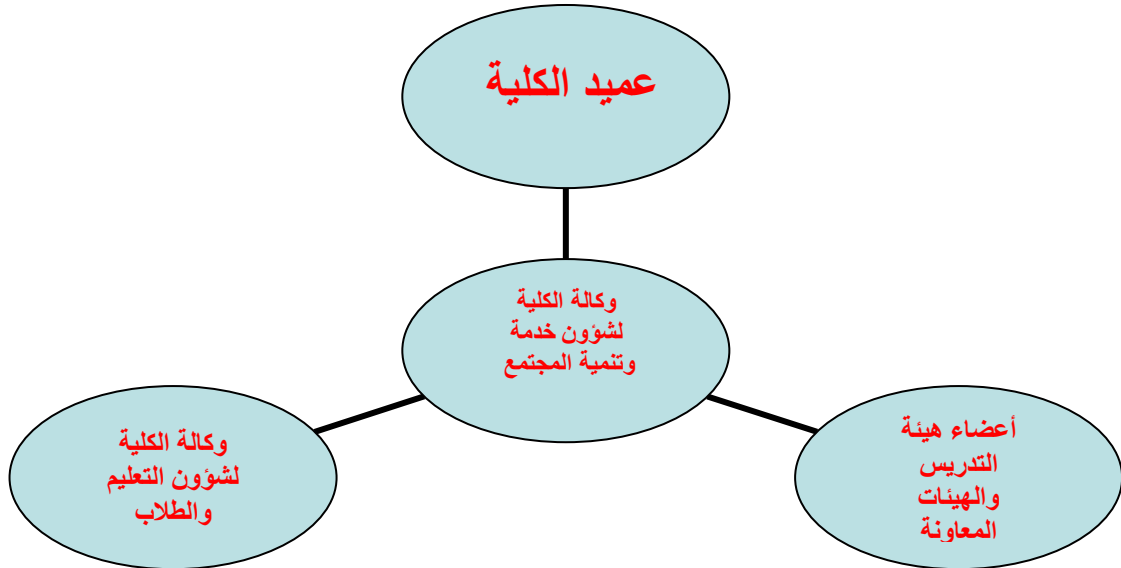 عميد الكلية
وكالة الكلية
لشؤون خدمة
وتنمية المجتمع
أعضاء هيئة
التدريس
والهيئات
المعاونة
وكالة الكلية
لشؤون التعليم
والطلاب